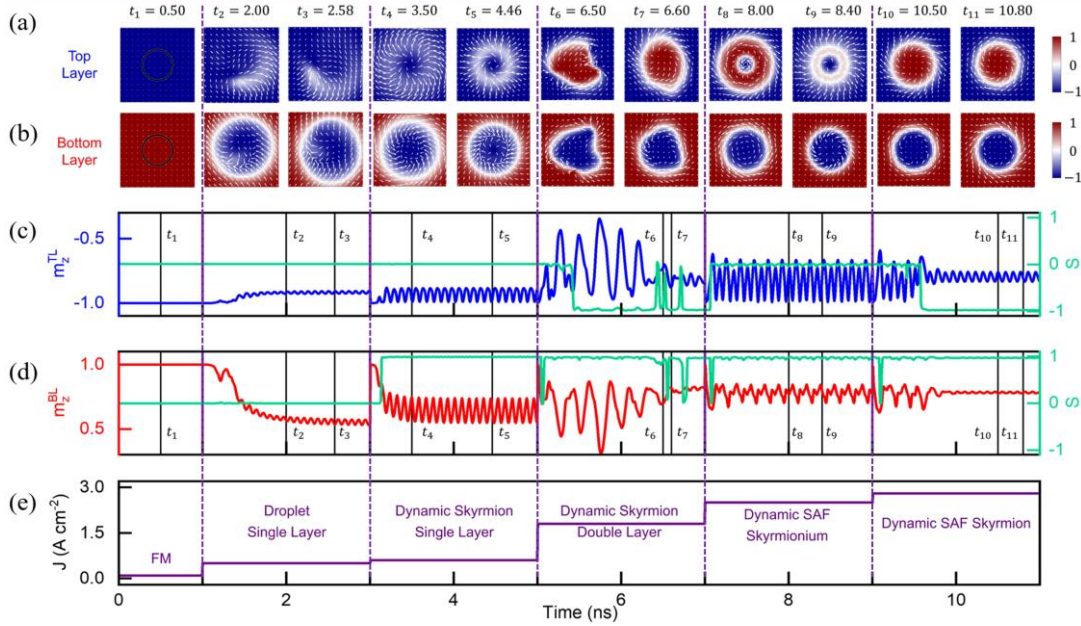 t₁ = 0.50 t₂ = 2.00 t₃ = 2.58 t₄ = 3.50 t₅ = 4.46 t₆ = 6.50 t₇ = 6.60 t₈ = 8.00 t₉ = 8.40 t₁₀ = 10.50 t₁₁ = 10.80
(a)
Top
Layer
1
0
−1
(b)
Bottom
Layer
1
0
−1
(c)
m_z^TL
-0.5
-1.0
t₁ t₂ t₃ t₄ t₅ t₆ t₇ t₈ t₉ t₁₀ t₁₁
1
0
-1
S
(d)
m_z^BL
1.0
0.5
t₁ t₂ t₃ t₄ t₅ t₆ t₇ t₈ t₉ t₁₀ t₁₁
1
0
-1
S
(e)
J (A cm⁻²)
3.0
1.5
0.0
FM
Droplet
Single Layer
Dynamic Skyrmion
Single Layer
Dynamic Skyrmion
Double Layer
Dynamic SAF
Skyrmionium
Dynamic SAF Skyrmion
0 2 4 6 8 10
Time (ns)